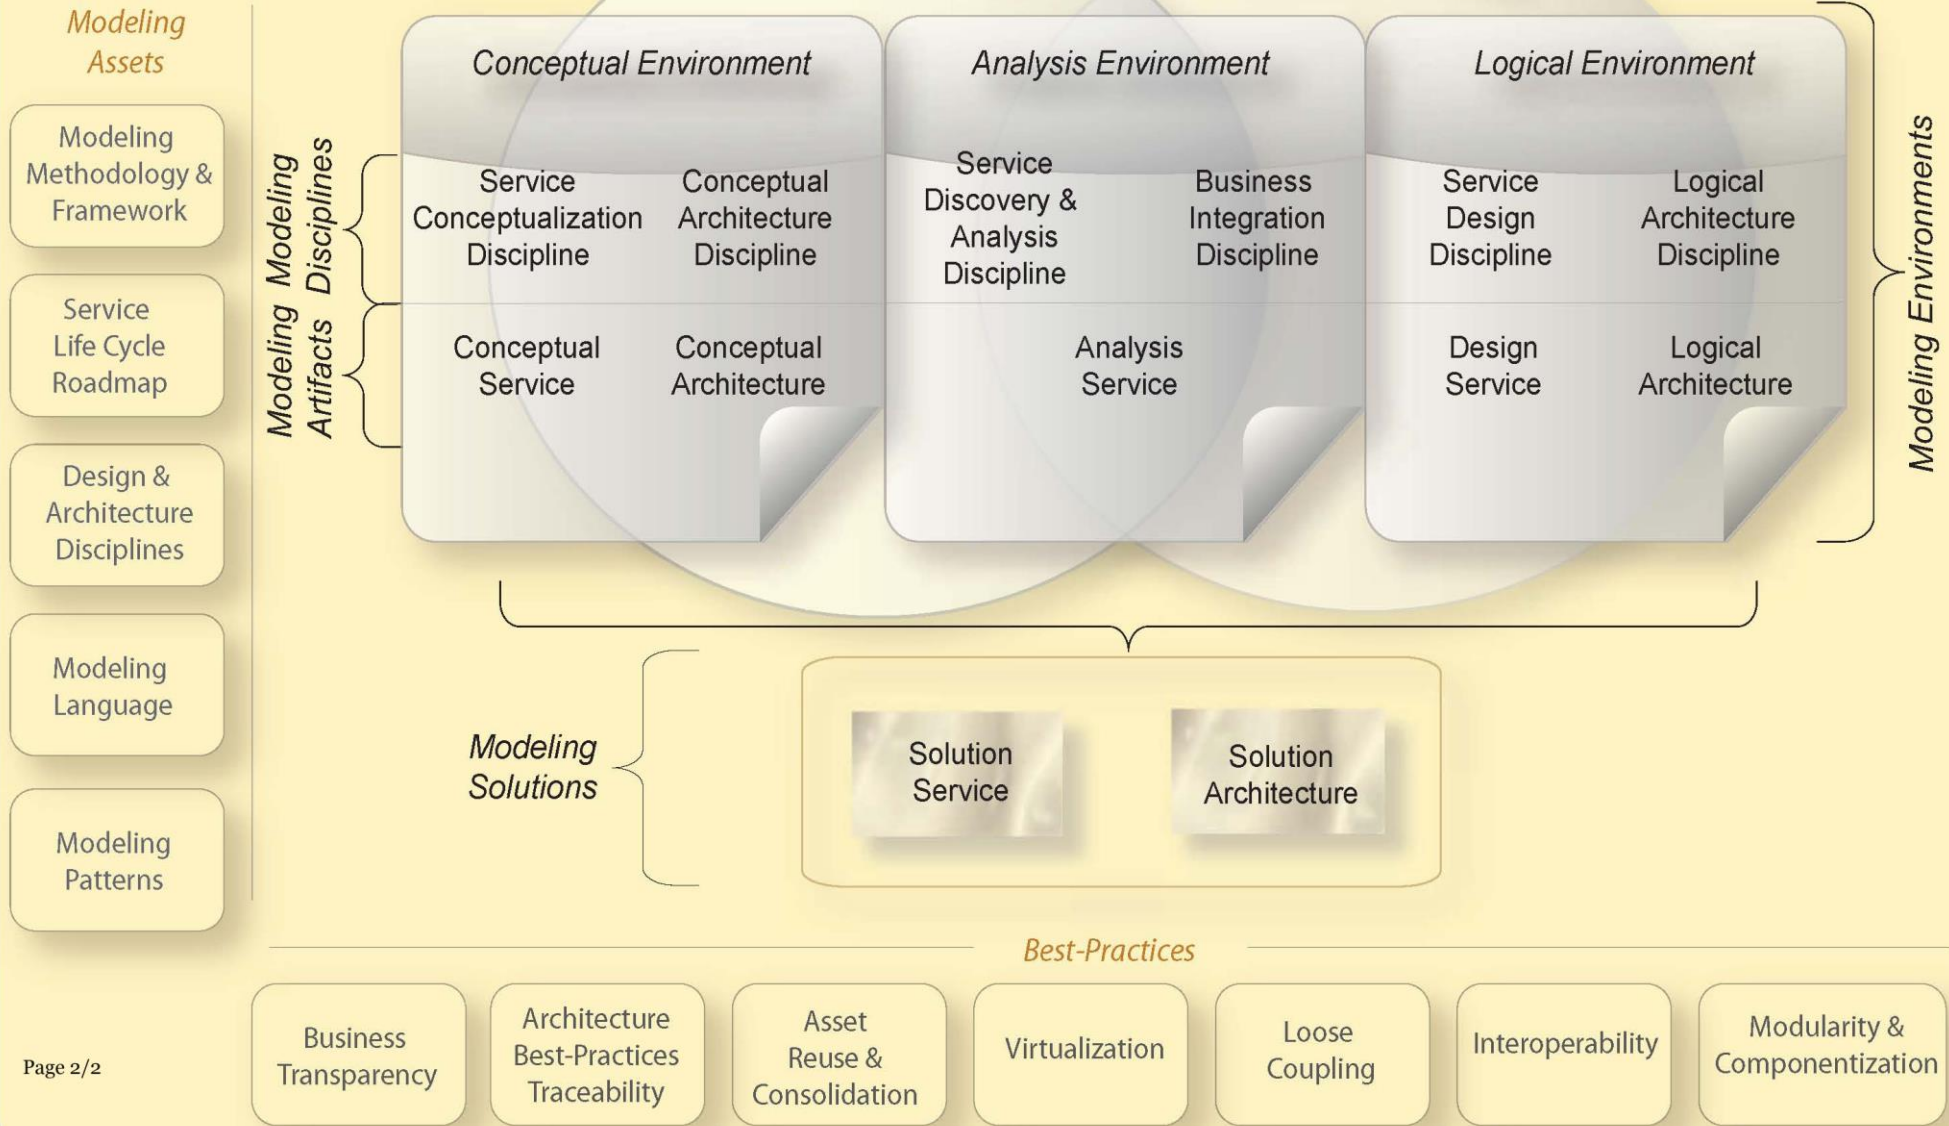 Modeling
Assets
Modeling
Methodology &
Framework
Service
Life Cycle
Roadmap
Design &
Architecture
Disciplines
Modeling
Language
Modeling
Patterns
Conceptual Environment
Analysis Environment
Logical Environment
Modeling
Disciplines
Service
Conceptualization
Discipline
Conceptual
Architecture
Discipline
Service
Discovery &
Analysis
Discipline
Business
Integration
Discipline
Service
Design
Discipline
Logical
Architecture
Discipline
Modeling
Artifacts
Conceptual
Service
Conceptual
Architecture
Analysis
Service
Design
Service
Logical
Architecture
Modeling Environments
Modeling
Solutions
Solution
Service
Solution
Architecture
Best-Practices
Business
Transparency
Architecture
Best-Practices
Traceability
Asset
Reuse &
Consolidation
Virtualization
Loose
Coupling
Interoperability
Modularity &
Componentization
Page 2/2